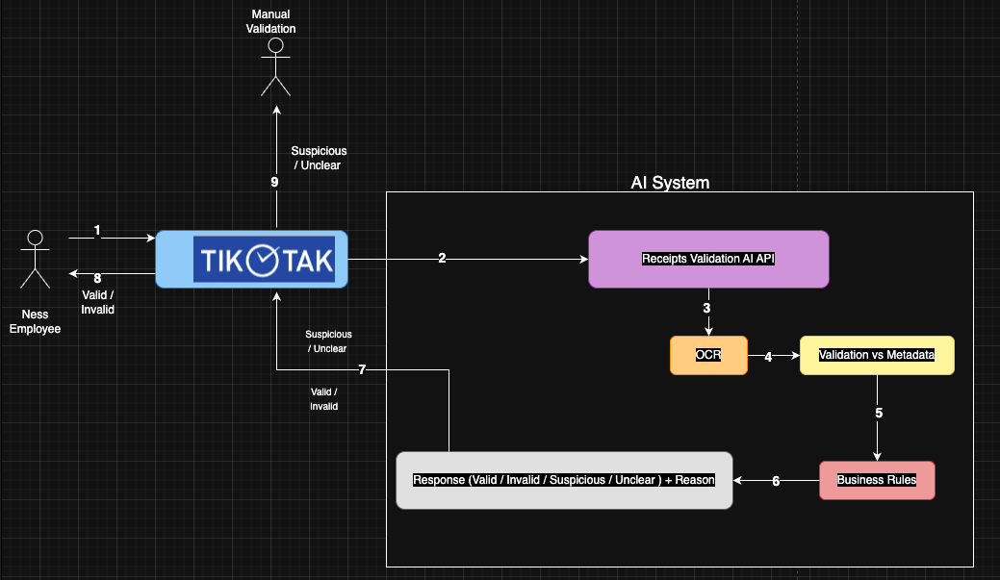 Manual
Validation
Suspicious
/ Unclear
9
AI System
1
TIKOTAK
2
Receipts Validation AI API
8
Valid /
Invalid
Ness
Employee
3
Suspicious
/ Unclear
OCR
4
Validation vs Metadata
7
Valid /
Invalid
5
Response (Valid / Invalid / Suspicious / Unclear ) + Reason
6
Business Rules